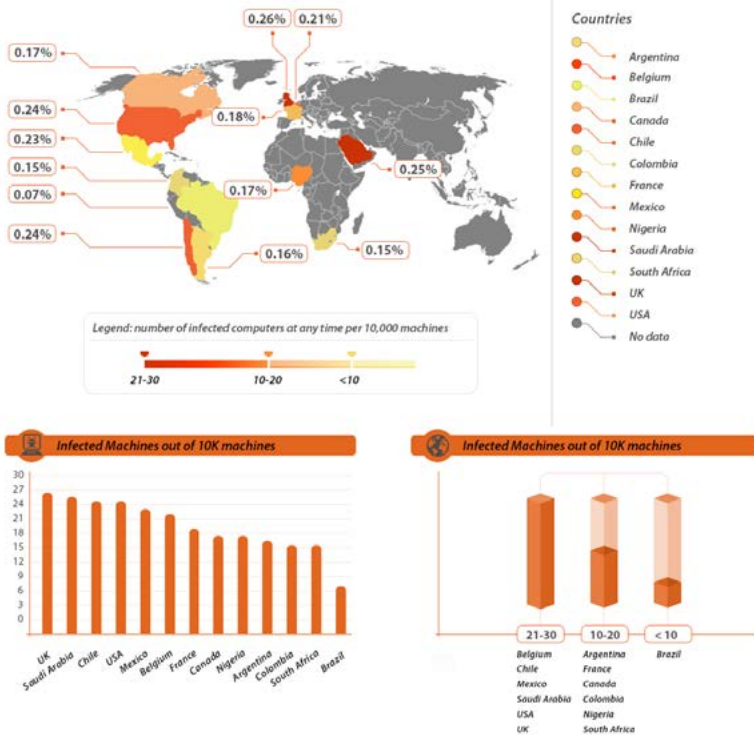 0.26%
0.21%
0.17%
0.24%
0.18%
0.23%
0.25%
0.15%
0.17%
0.07%
0.24%
0.16%
0.15%
Countries
Argentina
Belgium
Brazil
Canada
Chile
Colombia
France
Mexico
Nigeria
Saudi Arabia
South Africa
UK
USA
No data
Legend: number of infected computers at any time per 10,000 machines
21-30
10-20
<10
Infected Machines out of 10K machines
30
27
24
21
18
15
12
9
6
3
0
UK
Saudi Arabia
Chile
USA
Mexico
Belgium
France
Canada
Nigeria
Argentina
Colombia
South Africa
Brazil
Infected Machines out of 10K machines
21-30
10-20
< 10
Belgium
Chile
Mexico
Saudi Arabia
USA
UK
Argentina
France
Canada
Colombia
Nigeria
South Africa
Brazil